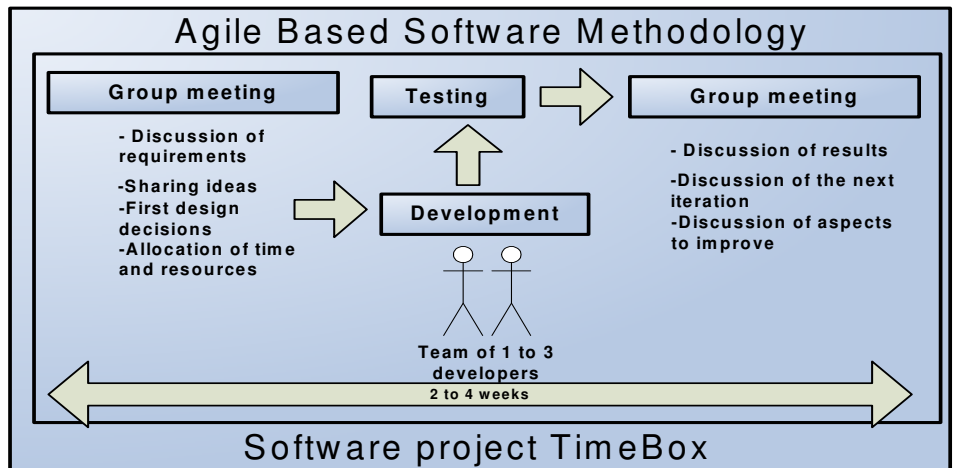 Agile Based Software Methodology
Group meeting
- Discussion of
requirements
-Sharing ideas
-First design
decisions
-Allocation of time
and resources
Testing
Development
Team of 1 to 3
developers
Group meeting
- Discussion of results
-Discussion of the next
iteration
-Discussion of aspects
to improve
2 to 4 weeks
Software project TimeBox